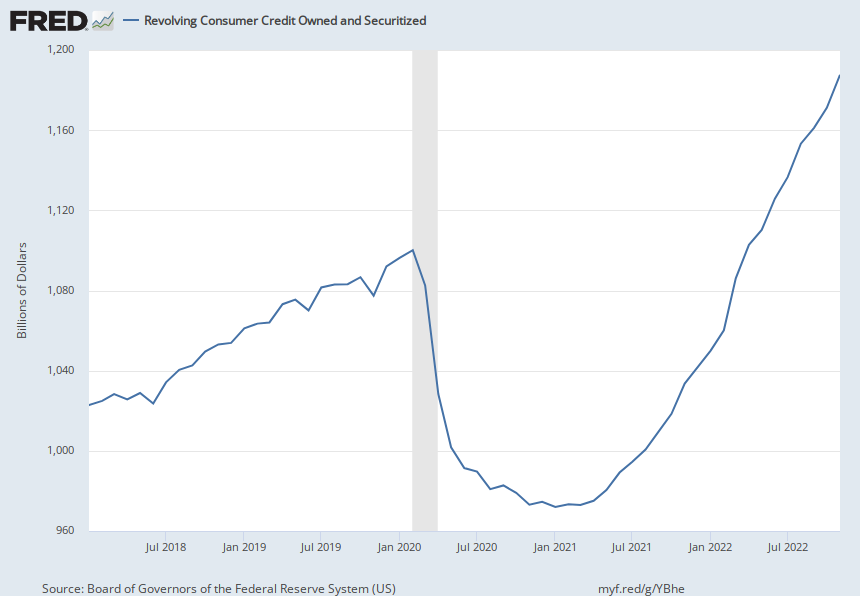 FRED
Revolving Consumer Credit Owned and Securitized
1,200
1,160
1,120
1,080
1,040
1,000
960
Billions of Dollars
Jul 2018 Jan 2019 Jul 2019 Jan 2020 Jul 2020 Jan 2021 Jul 2021 Jan 2022 Jul 2022
Source: Board of Governors of the Federal Reserve System (US)
myf.red/g/YBhe